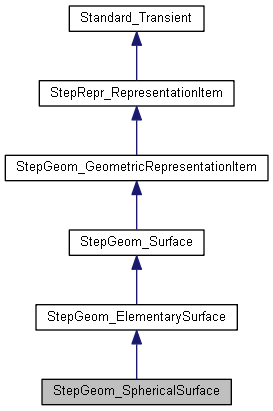 Standard_Transient
StepRepr_RepresentationItem
StepGeom_GeometricRepresentationItem
StepGeom_Surface
StepGeom_ElementarySurface
StepGeom_SphericalSurface